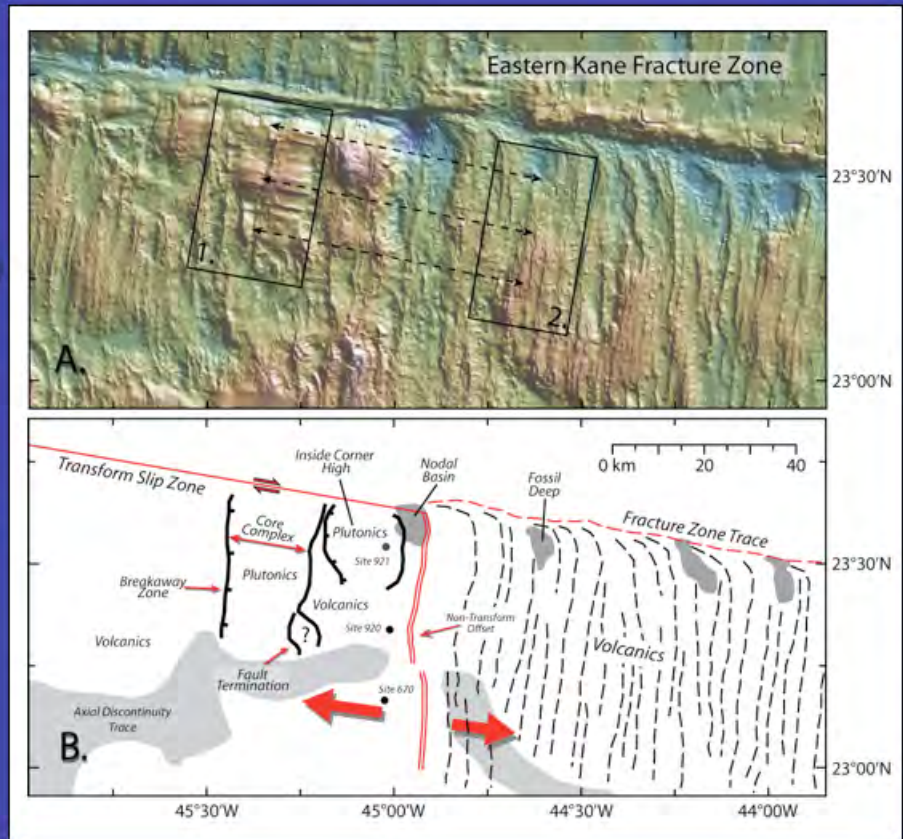 Eastern Kane Fracture Zone
23°30'N
1.
2.
A.
23°00'N
Transform Slip Zone
Inside Corner
High
Nodal
Basin
0 km 20 40
Fossil
Deep
Fracture Zone Trace
Core
Complex
Plutonics
Site 921
23°30'N
Plutonics
Breakaway
Zone
Volcanics
Site 920
Non-Transform
Offset
Volcanics
Volcanics
?
Fault
Termination
Site 670
Axial Discontinuity
Trace
B.
23°00'N
45°30'W 45°00'W 44°30'W 44°00'W